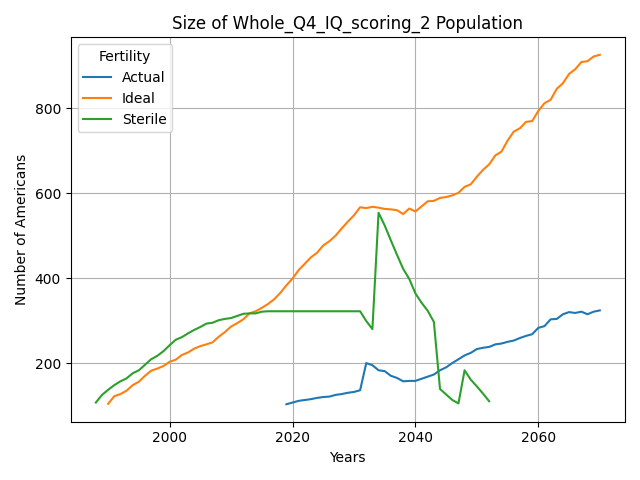 Size of Whole_Q4_IQ_scoring_2 Population
Fertility
Actual
Ideal
Sterile
Number of Americans
800
600
400
200
2000
2020
2040
2060
Years